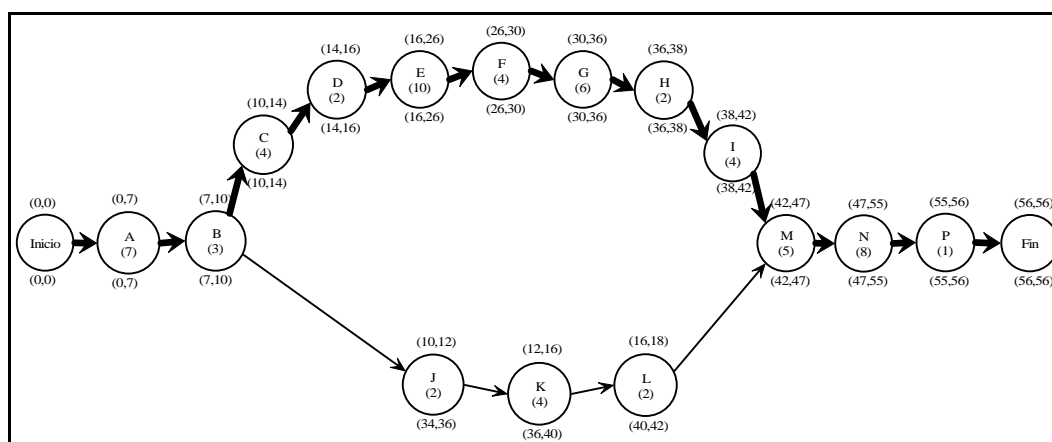 (0,0)
Inicio
(0,0)
(0,7)
A
(7)
(0,7)
(7,10)
B
(3)
(7,10)
(10,14)
C
(4)
(10,14)
(14,16)
D
(2)
(14,16)
(16,26)
E
(10)
(16,26)
(26,30)
F
(4)
(26,30)
(30,36)
G
(6)
(30,36)
(36,38)
H
(2)
(36,38)
(38,42)
I
(4)
(38,42)
(10,12)
J
(2)
(34,36)
(12,16)
K
(4)
(36,40)
(16,18)
L
(2)
(40,42)
(42,47)
M
(5)
(42,47)
(47,55)
N
(8)
(47,55)
(55,56)
P
(1)
(55,56)
(56,56)
Fin
(56,56)